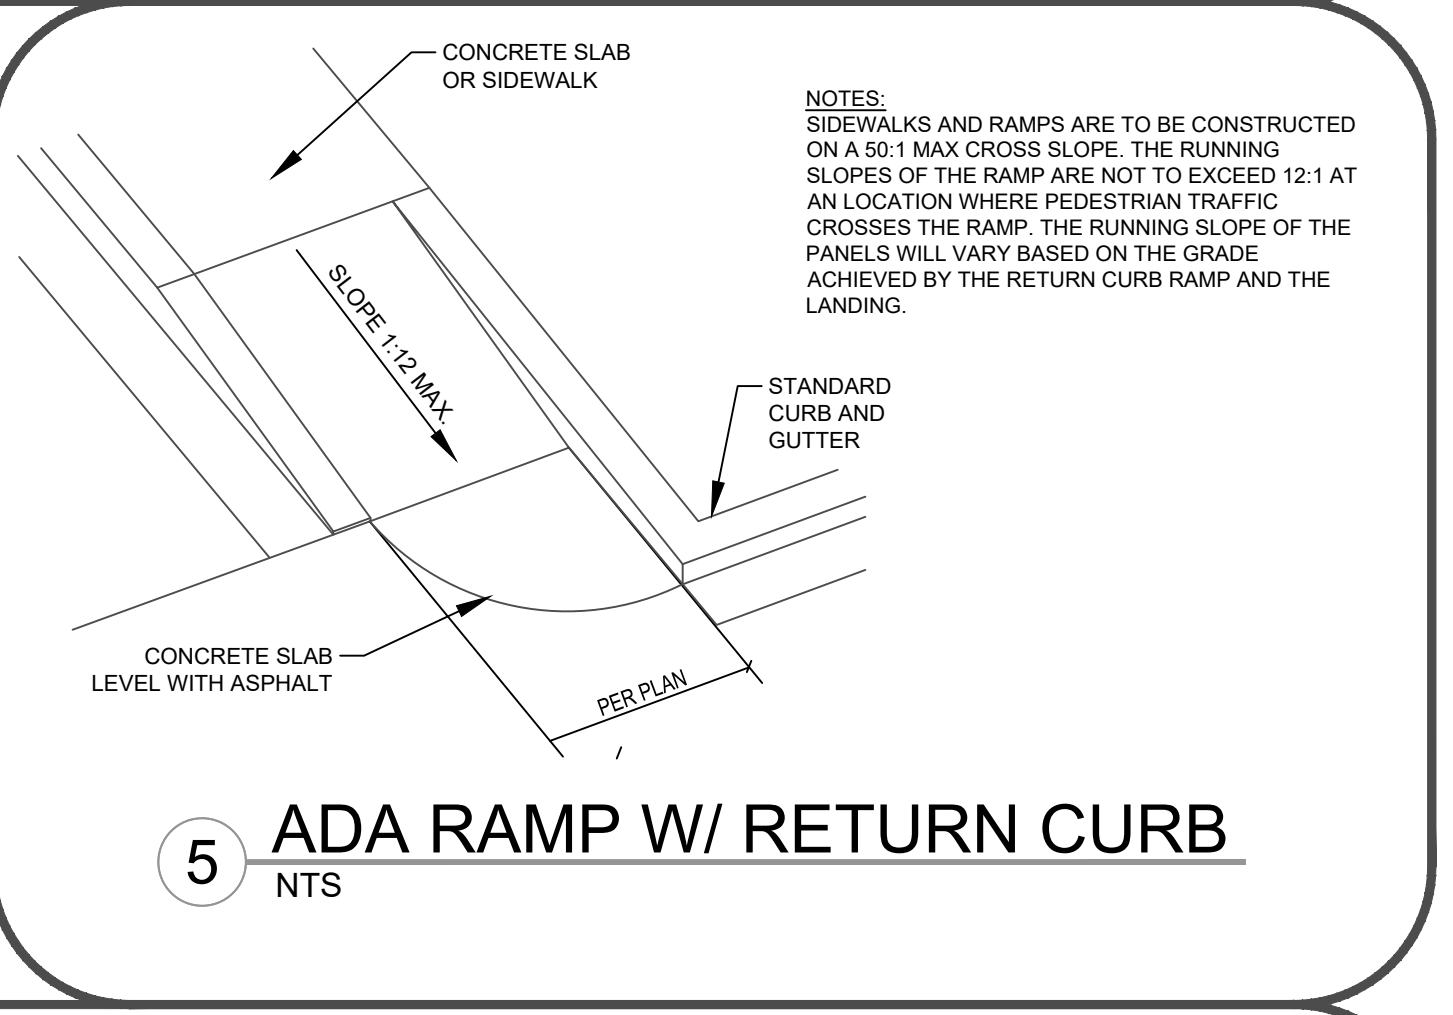 CONCRETE SLAB
OR SIDEWALK
NOTES:
SIDEWALKS AND RAMPS ARE TO BE CONSTRUCTED
ON A 50:1 MAX CROSS SLOPE. THE RUNNING
SLOPES OF THE RAMP ARE NOT TO EXCEED 12:1 AT
AN LOCATION WHERE PEDESTRIAN TRAFFIC
CROSSES THE RAMP. THE RUNNING SLOPE OF THE
PANELS WILL VARY BASED ON THE GRADE
ACHIEVED BY THE RETURN CURB RAMP AND THE
LANDING.
SLOPE 1:12 MAX.
STANDARD
CURB AND
GUTTER
CONCRETE SLAB
LEVEL WITH ASPHALT
PER PLAN
5
ADA RAMP W/ RETURN CURB
NTS